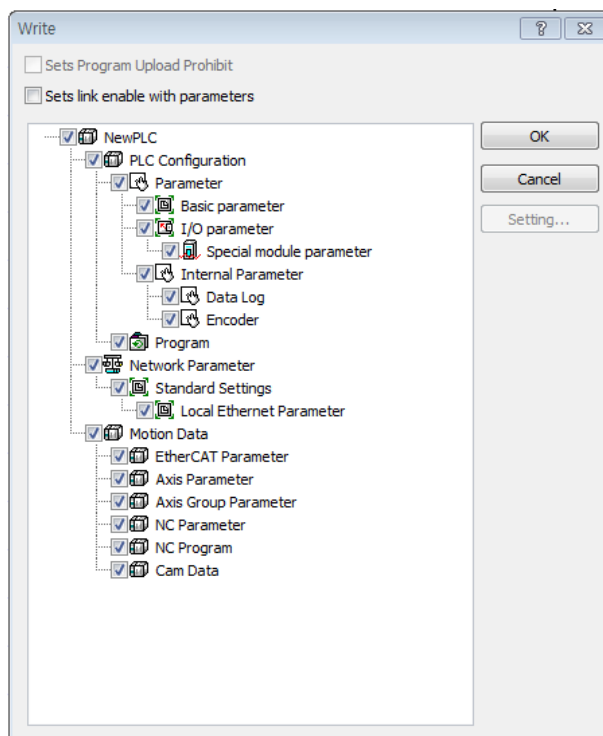 Write
Sets Program Upload Prohibit
Sets link enable with parameters
NewPLC
OK
PLC Configuration
Parameter
Cancel
Basic parameter
I/O parameter
Setting...
Special module parameter
Internal Parameter
Data Log
Encoder
Program
Network Parameter
Standard Settings
Local Ethernet Parameter
Motion Data
EtherCAT Parameter
Axis Parameter
Axis Group Parameter
NC Parameter
NC Program
Cam Data